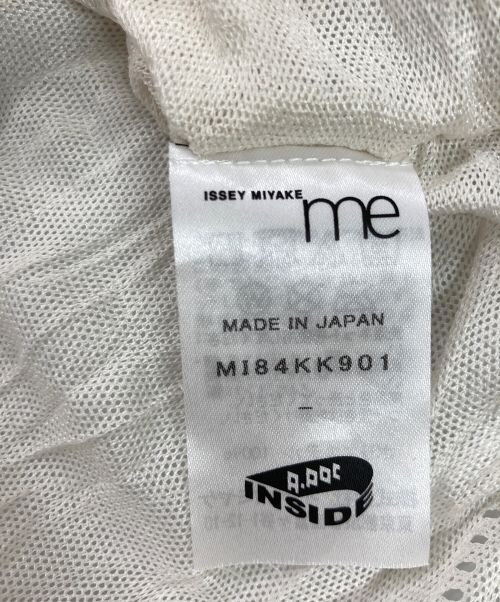 ISSEY MIYAKE me
MADE IN JAPAN
MI84KK901
–
A-POC
INSIDE